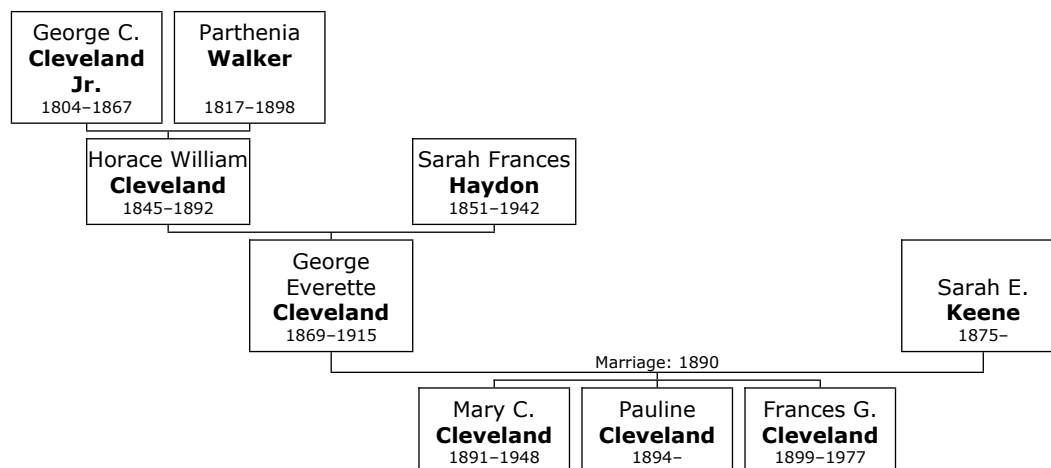 George C.
Cleveland
Jr.
1804–1867
Parthenia
Walker
1817–1898
Horace William
Cleveland
1845–1892
Sarah Frances
Haydon
1851–1942
George
Everette
Cleveland
1869–1915
Sarah E.
Keene
1875–
Marriage: 1890
Mary C.
Cleveland
1891–1948
Pauline
Cleveland
1894–
Frances G.
Cleveland
1899–1977